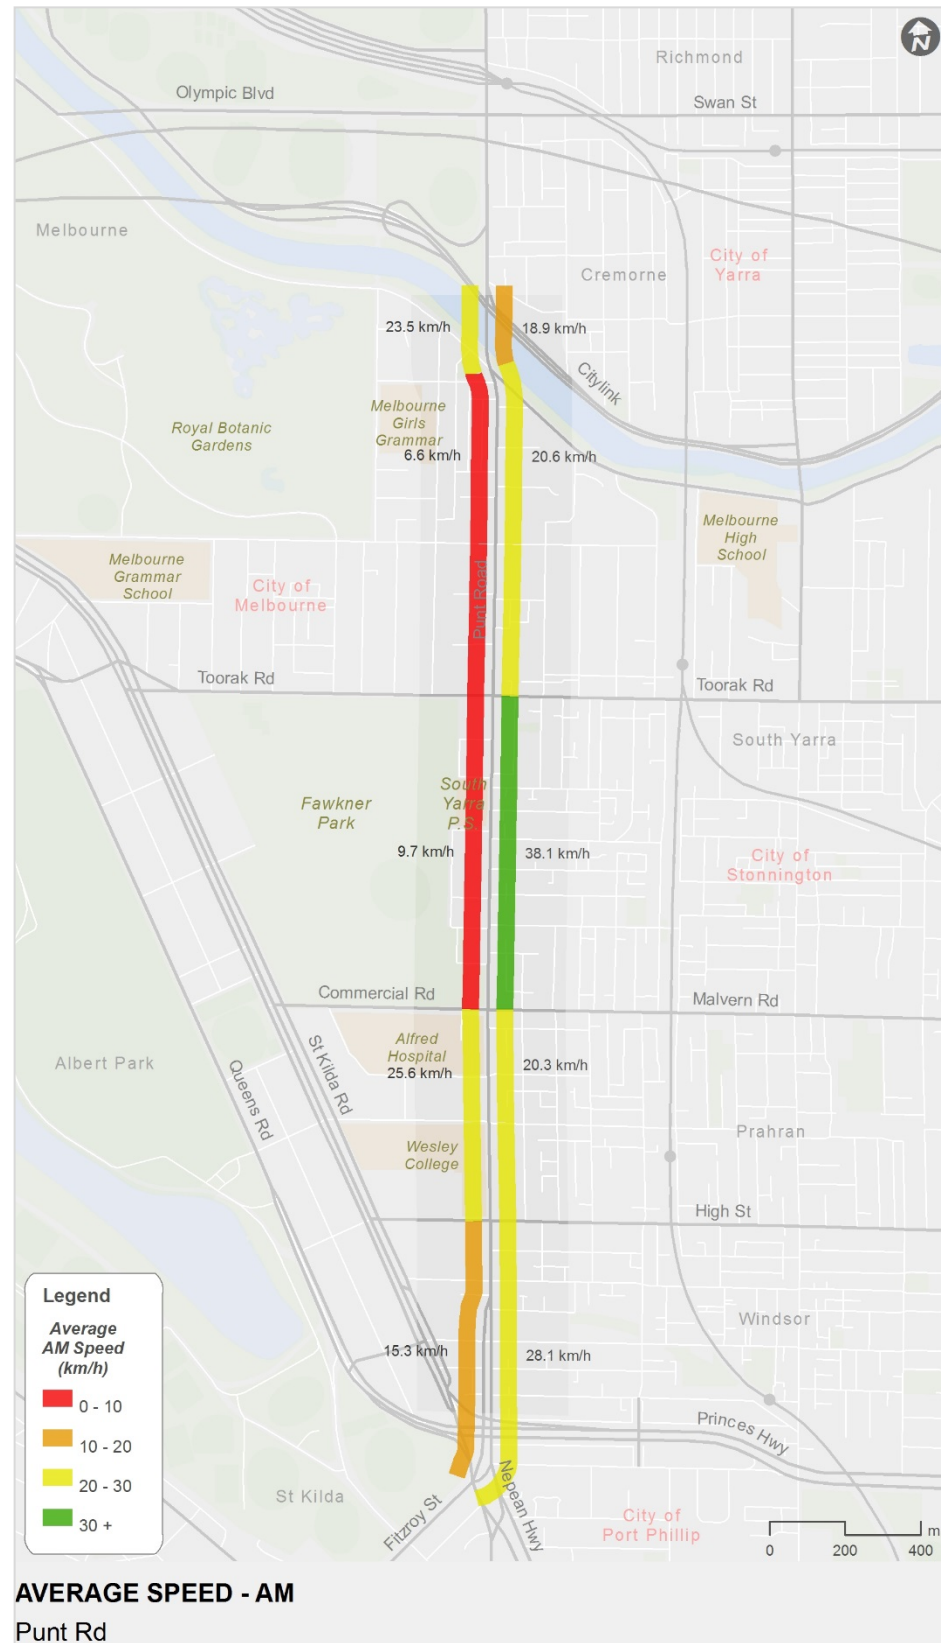 N
Richmond
Olympic Blvd
Swan St
Melbourne
City of
Yarra
Cremorne
23.5 km/h
18.9 km/h
Citylink
Melbourne
Girls
Grammar
Royal Botanic
Gardens
6.6 km/h
20.6 km/h
Melbourne
High
School
Melbourne
Grammar
School
City of
Melbourne
Punt Road
Toorak Rd
Toorak Rd
South Yarra
Fawkner
Park
South
Yarra
P.S.
9.7 km/h
38.1 km/h
City of
Stonnington
Commercial Rd
Malvern Rd
Alfred
Hospital
25.6 km/h
20.3 km/h
Albert Park
Queens Rd
St Kilda Rd
Prahran
Wesley
College
High St
Windsor
15.3 km/h
28.1 km/h
Legend
Average
AM Speed
(km/h)
0 - 10
10 - 20
20 - 30
30 +
Princes Hwy
St Kilda
Fitzroy St
Nepean Hwy
City of
Port Phillip
m
0 200 400
AVERAGE SPEED - AM
Punt Rd